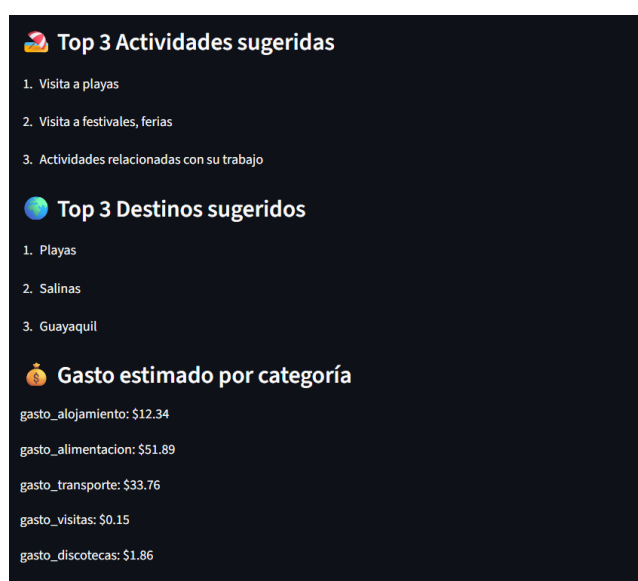 Top 3 Actividades sugeridas
1. Visita a playas
2. Visita a festivales, ferias
3. Actividades relacionadas con su trabajo
Top 3 Destinos sugeridos
1. Playas
2. Salinas
3. Guayaquil
Gasto estimado por categoría
gasto_alojamiento: $12.34
gasto_alimentacion: $51.89
gasto_transporte: $33.76
gasto_visitas: $0.15
gasto_discotecas: $1.86